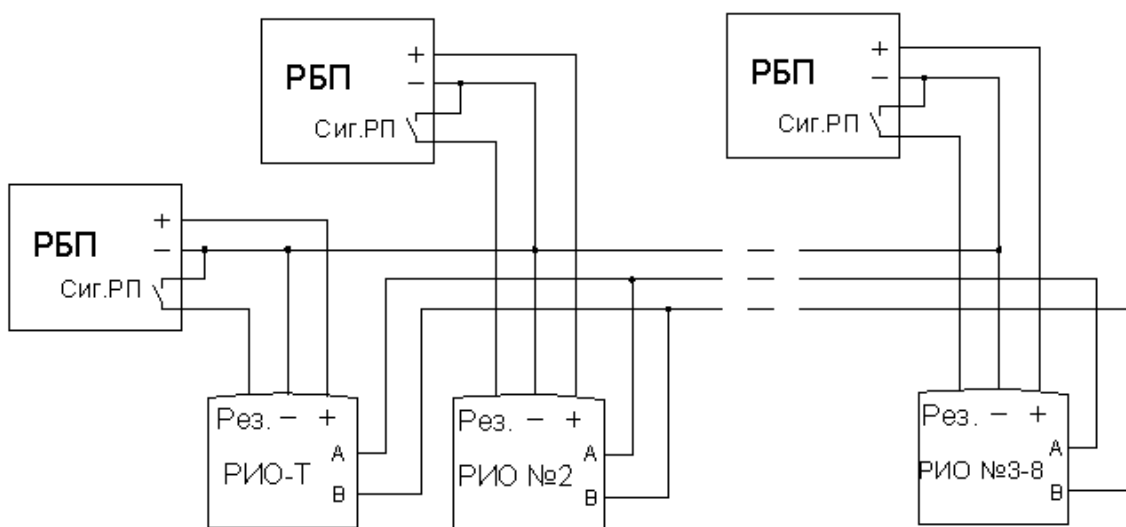 +
РБП
−
Сиг.РП
+
РБП
−
Сиг.РП
+
РБП
−
Сиг.РП
Рез. − +
РИО-Т
A
B
Рез. − +
РИО №2
A
B
Рез. − +
РИО №3-8
A
B